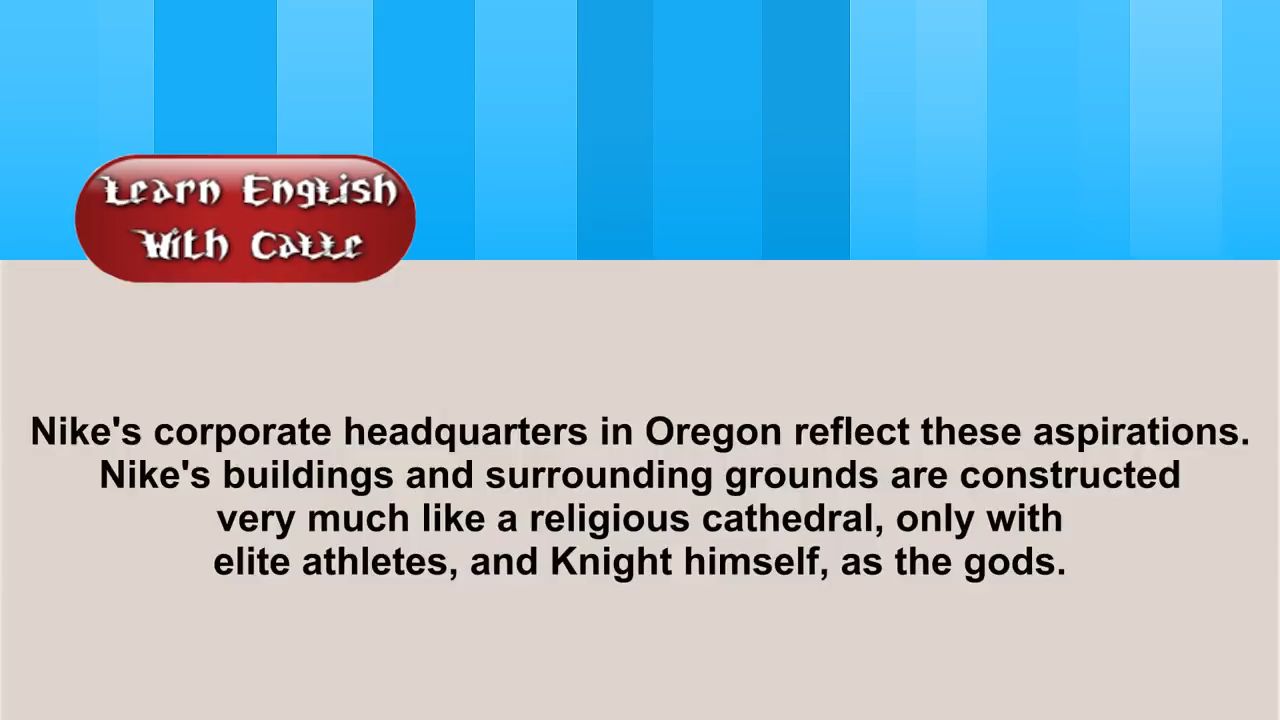 Learn English
With Calle
Nike's corporate headquarters in Oregon reflect these aspirations.
Nike's buildings and surrounding grounds are constructed
very much like a religious cathedral, only with
elite athletes, and Knight himself, as the gods.